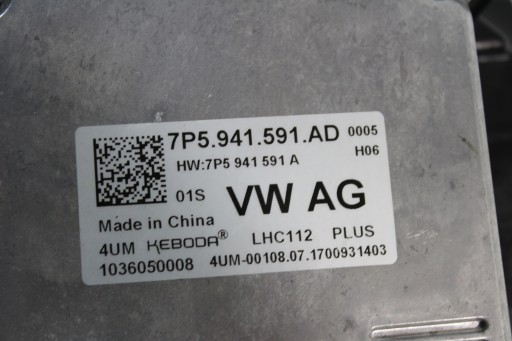 7P5.941.591.AD 0005
HW:7P5 941 591 A H06
01S VW AG
Made in China
4UM KEBODA® LHC112 PLUS
1036050008 4UM-00108.07.1700931403